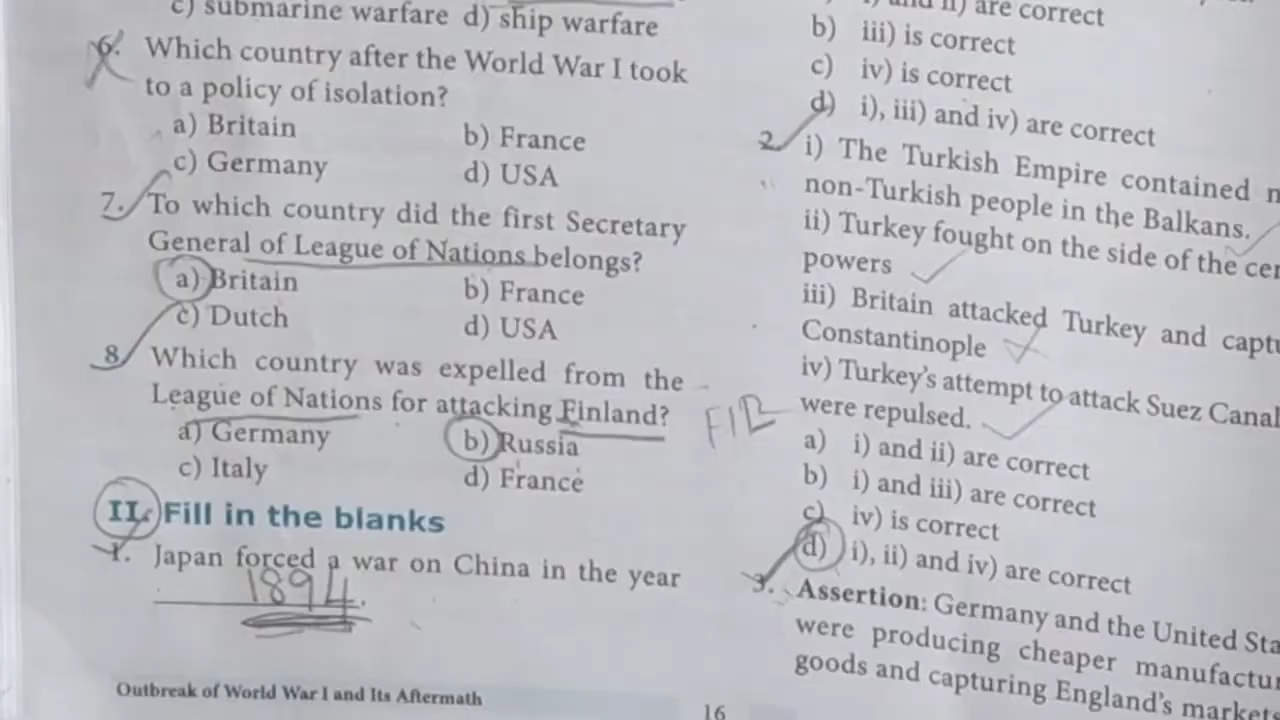 c) submarine warfare d) ship warfare
6. Which country after the World War I took
to a policy of isolation?
a) Britain b) France
c) Germany d) USA
7. To which country did the first Secretary
General of League of Nations belongs?
a) Britain b) France
c) Dutch d) USA
8. Which country was expelled from the
League of Nations for attacking Finland?
a) Germany b) Russia
c) Italy d) France
II. Fill in the blanks
1. Japan forced a war on China in the year
1894.
Outbreak of World War I and Its Aftermath
16
are correct
b) iii) is correct
c) iv) is correct
d) i), iii) and iv) are correct
2. i) The Turkish Empire contained
non-Turkish people in the Balkans.
ii) Turkey fought on the side of the
powers
iii) Britain attacked Turkey and
Constantinople
iv) Turkey's attempt to attack Suez Canal
were repulsed.
a) i) and ii) are correct
b) i) and iii) are correct
c) iv) is correct
d) i), ii) and iv) are correct
3. Assertion: Germany and the United
were producing cheaper
goods and capturing England's markets